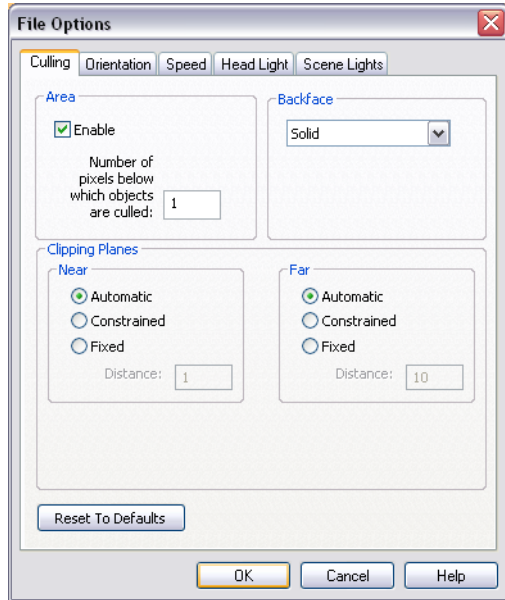 File Options
Culling Orientation Speed Head Light Scene Lights
Area
Enable
Number of
pixels below
which objects
are culled:
1
Backface
Solid
Clipping Planes
Near
Automatic
Constrained
Fixed
Distance: 1
Far
Automatic
Constrained
Fixed
Distance: 10
Reset To Defaults
OK Cancel Help